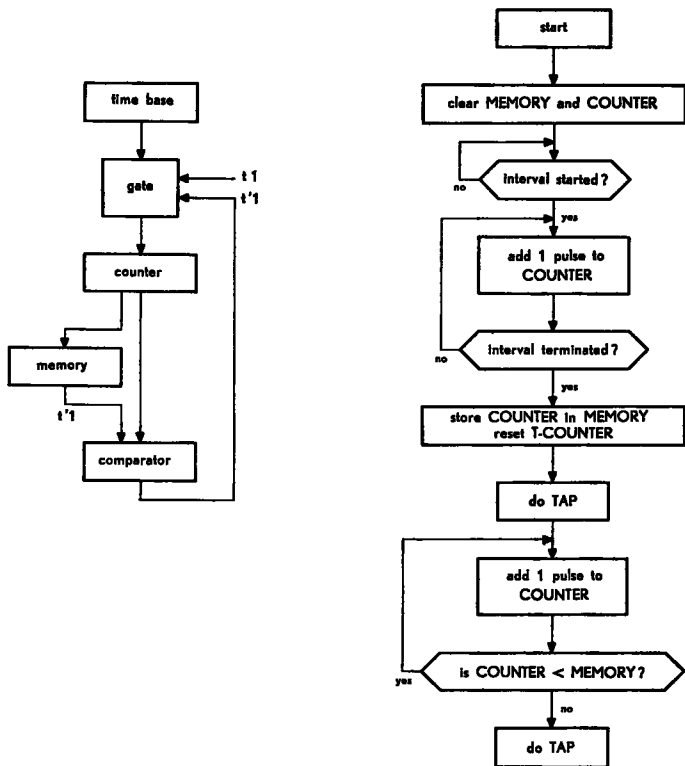 time base
gate
t1
t'1
counter
memory
t'1
comparator
start
clear MEMORY and COUNTER
interval started?
no
yes
add 1 pulse to
COUNTER
interval terminated?
no
yes
store COUNTER in MEMORY
reset T-COUNTER
do TAP
add 1 pulse to
COUNTER
is COUNTER < MEMORY?
yes
no
do TAP